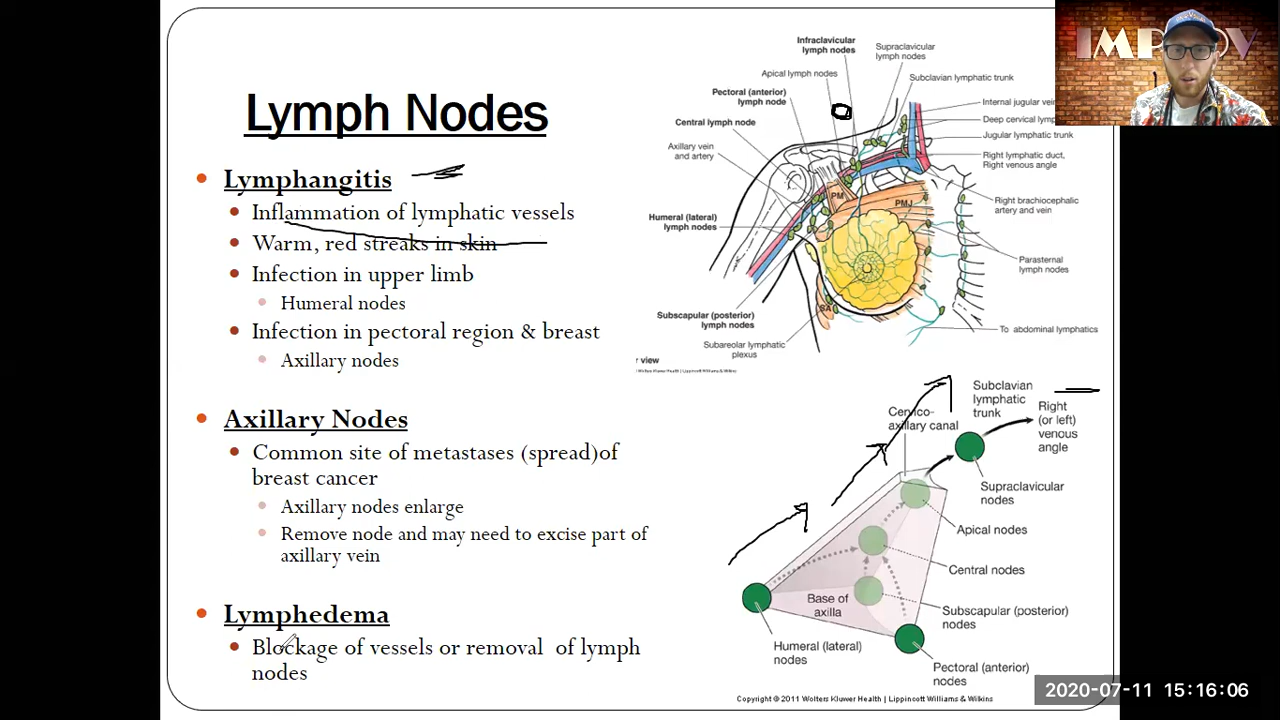 Lymph Nodes
Lymphangitis
Inflammation of lymphatic vessels
Warm, red streaks in skin
Infection in upper limb
Humeral nodes
Infection in pectoral region & breast
Axillary nodes
Axillary Nodes
Common site of metastases (spread)of
breast cancer
Axillary nodes enlarge
Remove node and may need to excise part of
axillary vein
Lymphedema
Blockage of vessels or removal of lymph
nodes
Infraclavicular
lymph nodes
Supraclavicular
lymph nodes
Apical lymph nodes
Subclavian lymphatic trunk
Pectoral (anterior)
lymph node
Internal jugular
Central lymph node
Deep cervical
Jugular lymphatic trunk
Axillary vein
and artery
Right lymphatic duct,
Right venous angle
PM
PMJ
Right brachiocephalic
artery and vein
Humeral (lateral)
lymph nodes
Parasternal
lymph nodes
SA
Subscapular (posterior)
lymph nodes
To abdominal lymphatics
Subareolar lymphatic
plexus
r view
Wolters Kluwer Health | Lippincott Williams & Wilkins
Subclavian
lymphatic
trunk
Cervico-
axillary canal
Right
(or left)
venous
angle
Supraclavicular
nodes
Apical nodes
Central nodes
Base of
axilla
Subscapular (posterior)
nodes
Humeral (lateral)
nodes
Pectoral (anterior)
nodes
Copyright © 2011 Wolters Kluwer Health | Lippincott Williams & Wilkins
2020-07-11 15:16:06